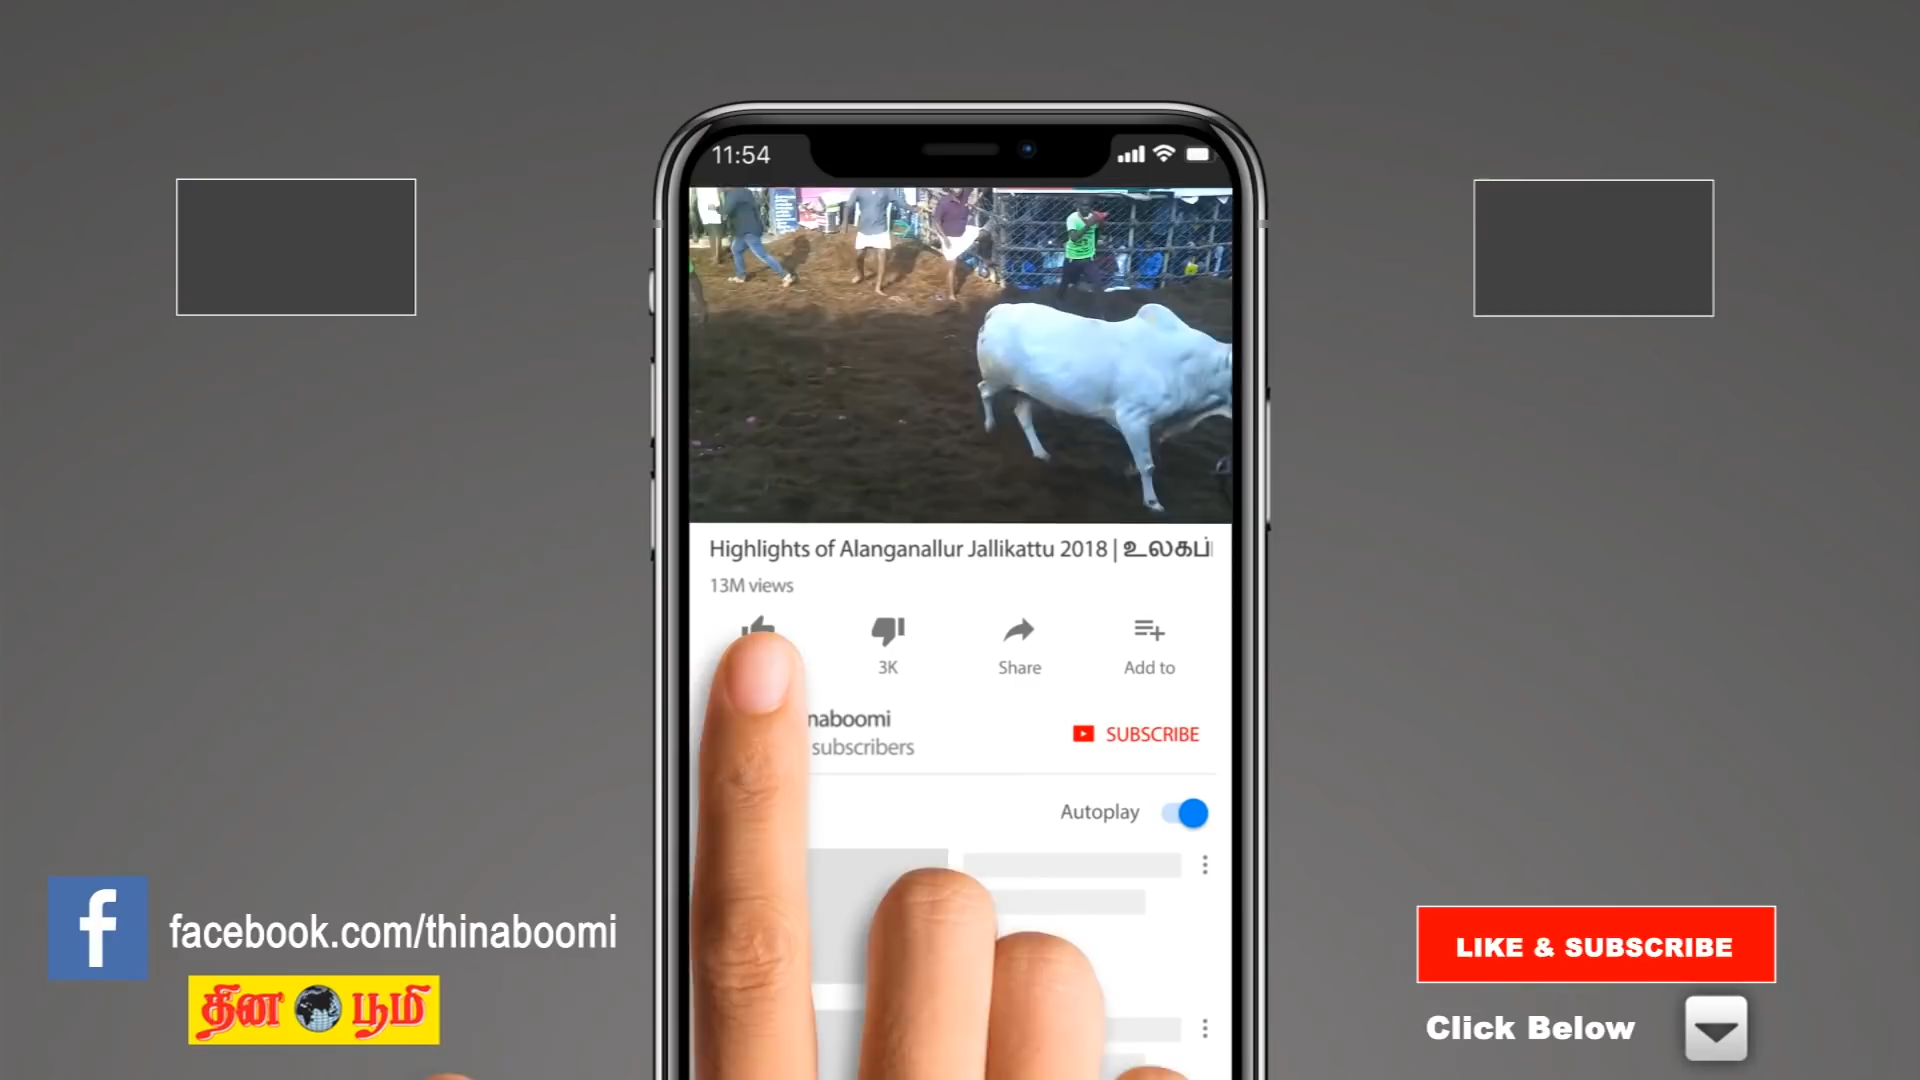 11:54
Highlights of Alanganallur Jallikattu 2018 | உலகப்
13M views
3K
Share
Add to
naboomi
subscribers
SUBSCRIBE
Autoplay
facebook.com/thinaboomi
தின பூமி
LIKE & SUBSCRIBE
Click Below